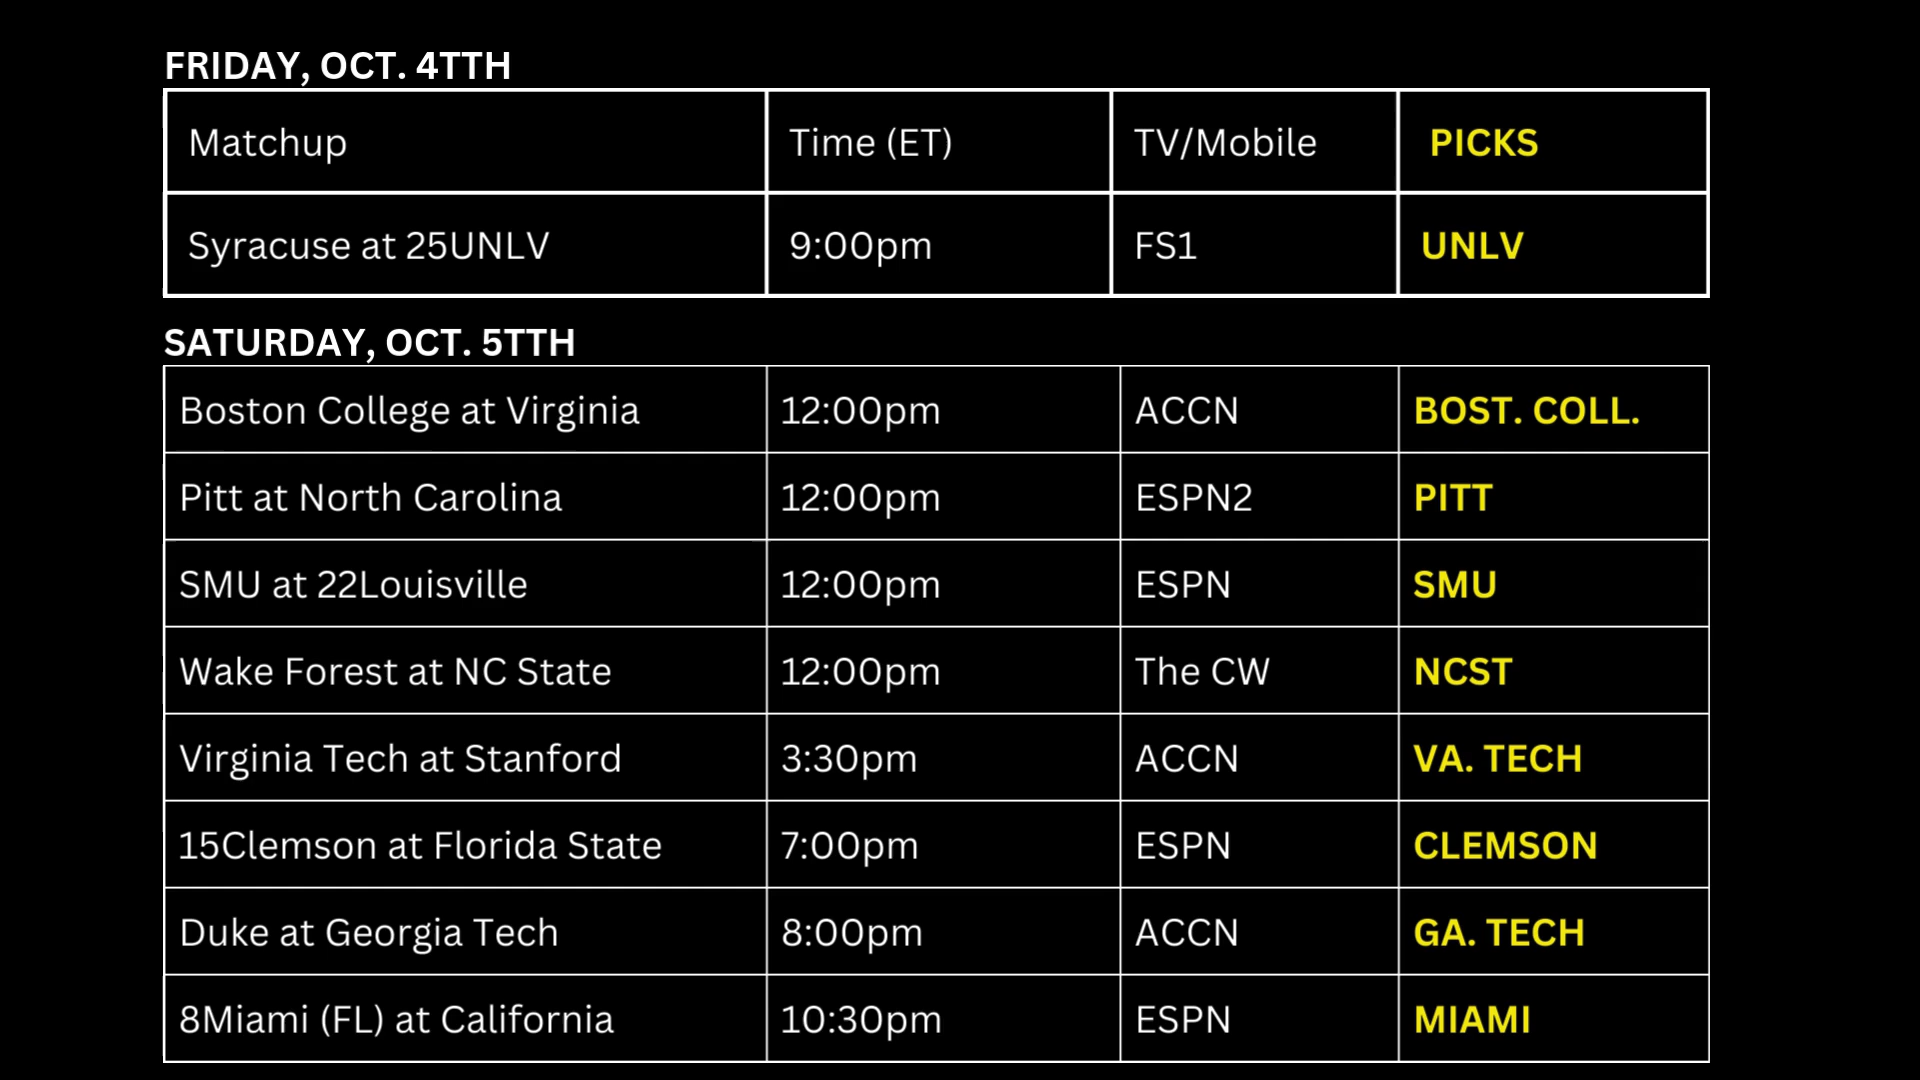 FRIDAY, OCT. 4TTH
Matchup Time (ET) TV/Mobile PICKS
Syracuse at 25UNLV 9:00pm FS1 UNLV
SATURDAY, OCT. 5TTH
Boston College at Virginia 12:00pm ACCN BOST. COLL.
Pitt at North Carolina 12:00pm ESPN2 PITT
SMU at 22Louisville 12:00pm ESPN SMU
Wake Forest at NC State 12:00pm The CW NCST
Virginia Tech at Stanford 3:30pm ACCN VA. TECH
15Clemson at Florida State 7:00pm ESPN CLEMSON
Duke at Georgia Tech 8:00pm ACCN GA. TECH
8Miami (FL) at California 10:30pm ESPN MIAMI